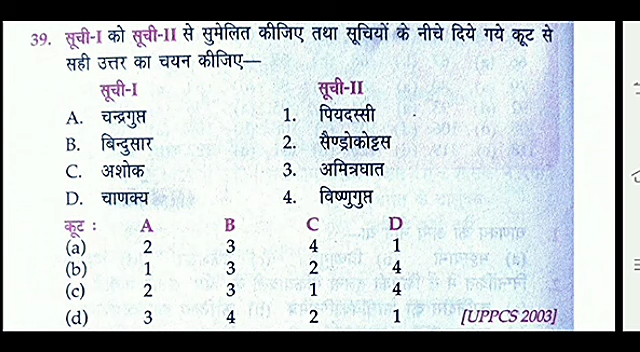 39. सूची-I को सूची-II से सुमेलित कीजिए तथा सूचियों के नीचे दिये गये कूट से
सही उत्तर का चयन कीजिए—
सूची-I सूची-II
A. चन्द्रगुप्त 1. पियदस्सी
B. बिन्दुसार 2. सैण्ड्रोकोट्टस
C. अशोक 3. अमित्रघात
D. चाणक्य 4. विष्णुगुप्त
कूट : A B C D
(a) 2 3 4 1
(b) 1 3 2 4
(c) 2 3 1 4
(d) 3 4 2 1 [UPPCS 2003]